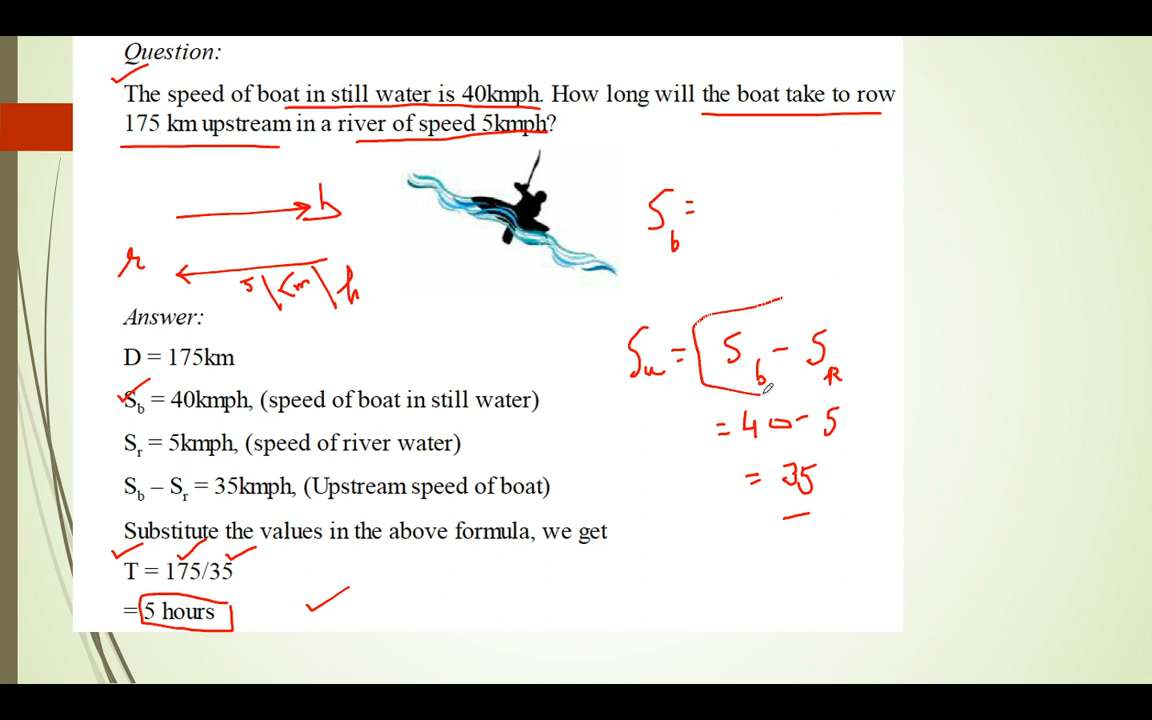 Question:
The speed of boat in still water is 40kmph. How long will the boat take to row
175 km upstream in a river of speed 5kmph?
b
S_b =
r
5 km h
Answer:
D = 175km
S_u = S_b - S_R
S_b = 40kmph, (speed of boat in still water)
= 40 - 5
S_r = 5kmph, (speed of river water)
= 35
S_b – S_r = 35kmph, (Upstream speed of boat)
Substitute the values in the above formula, we get
T = 175/35
= 5 hours